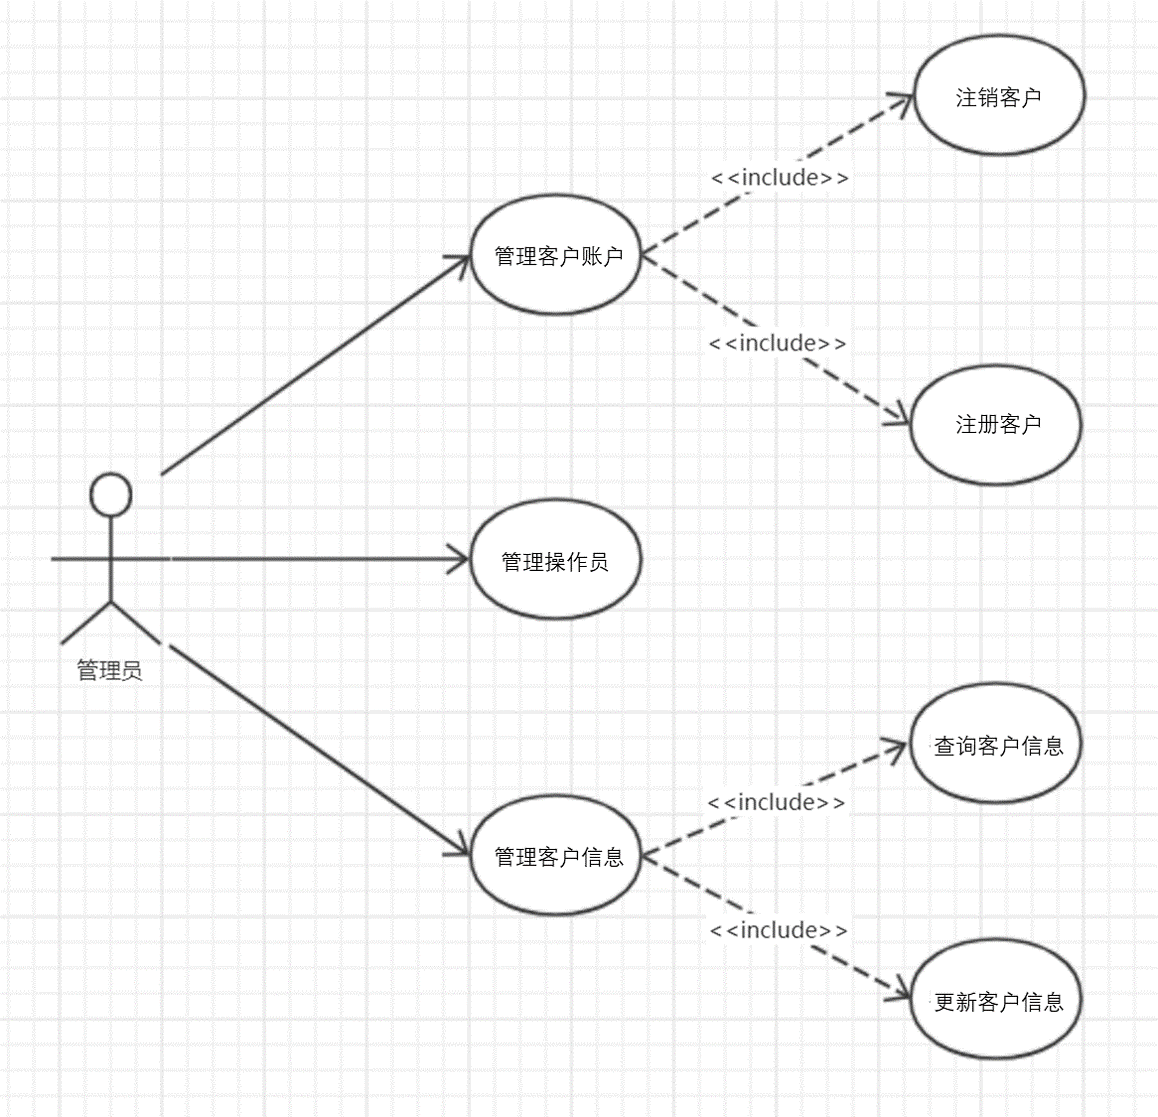 注销客户
<<include>>
管理客户账户
<<include>>
注册客户
管理操作员
管理员
查询客户信息
<<include>>
管理客户信息
<<include>>
更新客户信息